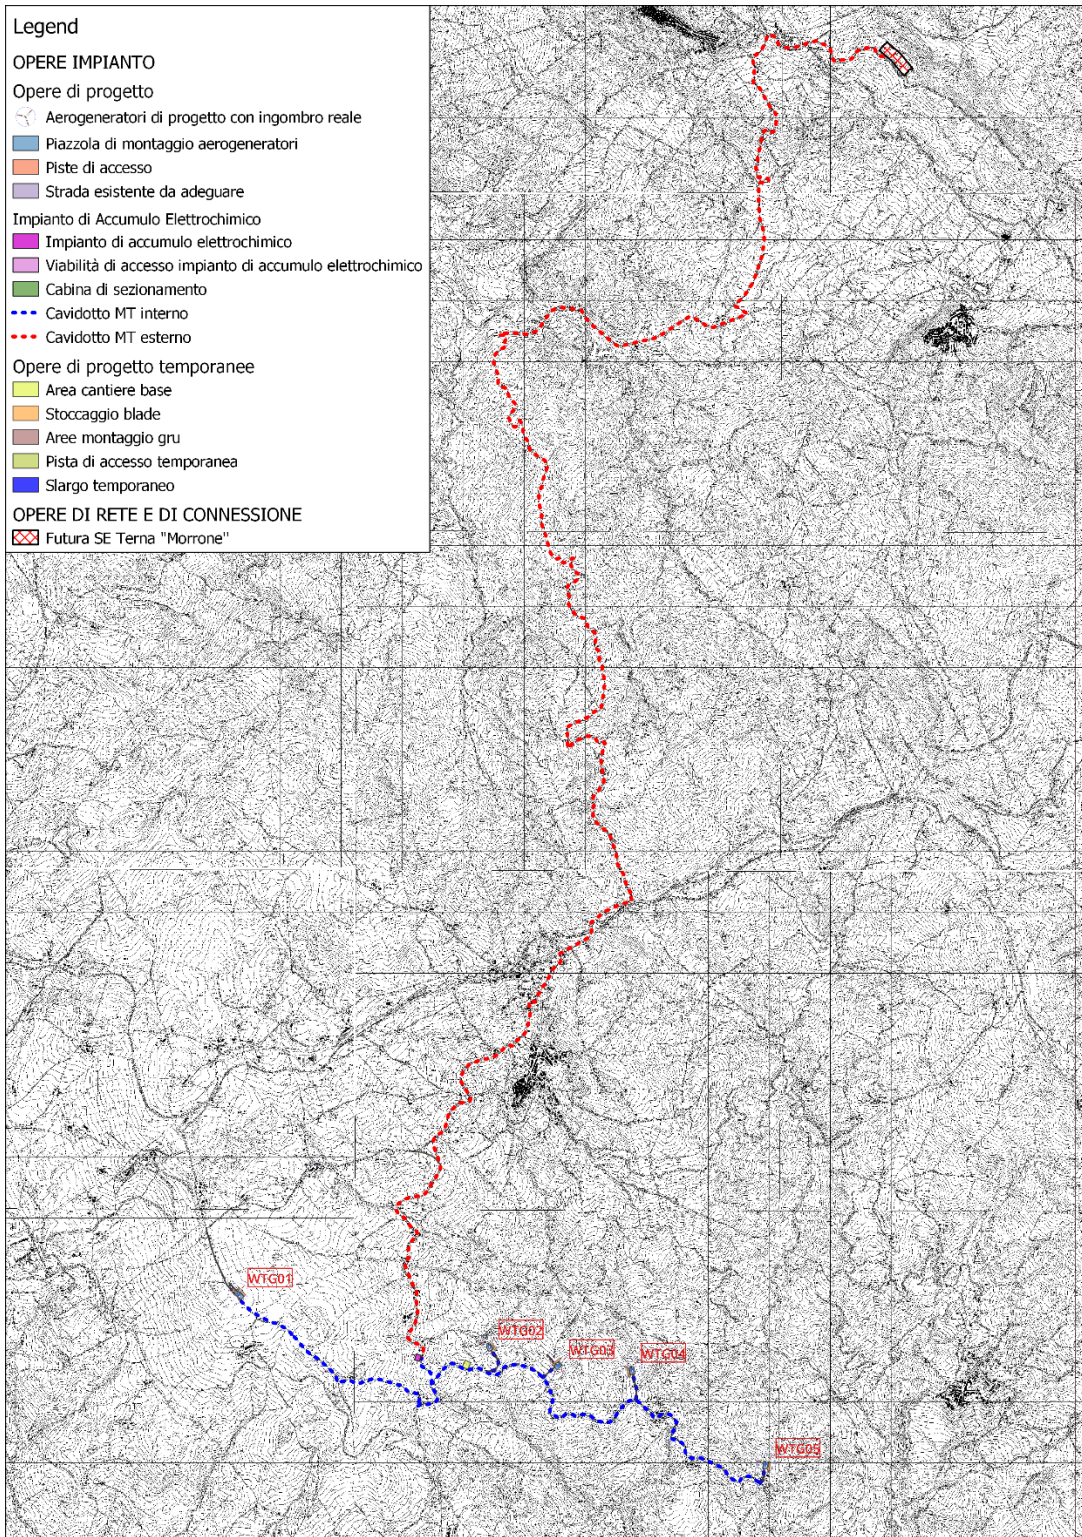 Legend
OPERE IMPIANTO
Opere di progetto
Aerogeneratori di progetto con ingombro reale
Piazzola di montaggio aerogeneratori
Piste di accesso
Strada esistente da adeguare
Impianto di Accumulo Elettrochimico
Impianto di accumulo elettrochimico
Viabilità di accesso impianto di accumulo elettrochimico
Cabina di sezionamento
Cavidotto MT interno
Cavidotto MT esterno
Opere di progetto temporanee
Area cantiere base
Stoccaggio blade
Aree montaggio gru
Pista di accesso temporanea
Slargo temporaneo
OPERE DI RETE E DI CONNESSIONE
Futura SE Terna "Morrone"
WTG01
WTG02
WTG03
WTG04
WTG05